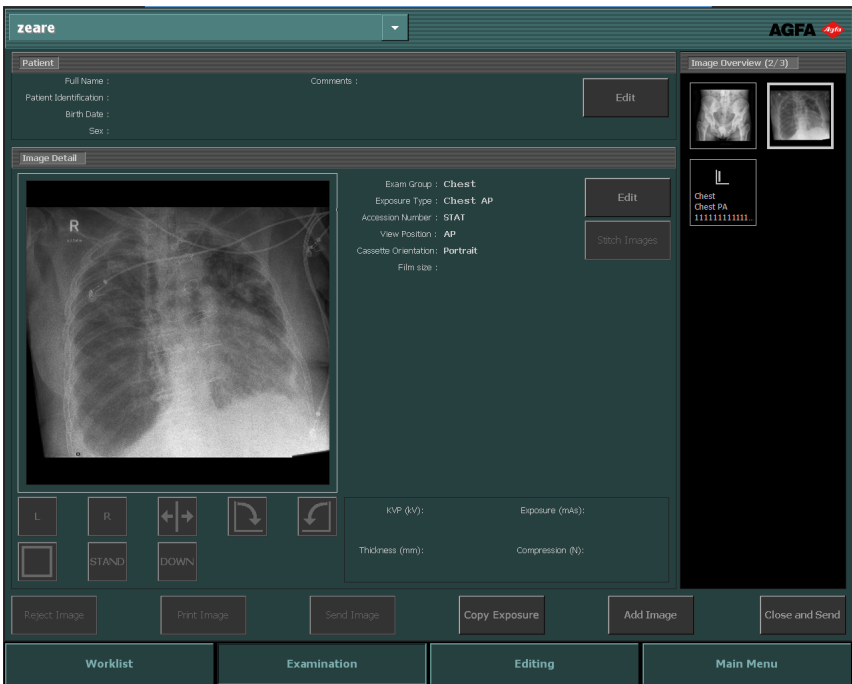 zeare
AGFA Agfa
Patient
Full Name :
Comments :
Patient Identification :
Birth Date :
Sex :
Edit
Image Overview (2/3)
Image Detail
R
Exam Group : Chest
Exposure Type : Chest AP
Accession Number : STAT
View Position : AP
Cassette Orientation: Portrait
Film size :
Edit
Stitch Images
L
Chest
Chest PA
111111111111...
L
R
STAND
DOWN
KVP (kV):
Exposure (mAs):
Thickness (mm):
Compression (N):
Reject Image
Print Image
Send Image
Copy Exposure
Add Image
Close and Send
Worklist
Examination
Editing
Main Menu